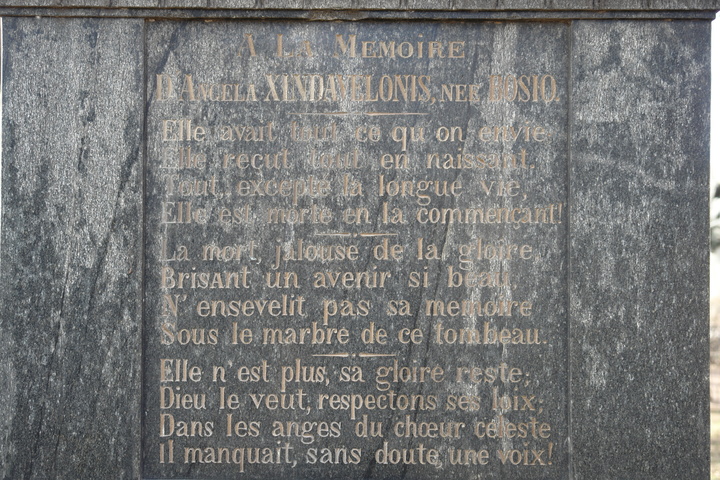 A LA MEMOIRE
D'ANGELA XINDAVELONIS, NEE BOSIO.
Elle avait tout ce qu on envie
Elle reçut tout en naissant,
Tout excepté la longue vie,
Elle est morte en la commençant!
La mort, jalouse de la gloire,
Brisant un avenir si beau,
N'ensevelit pas sa memoire
Sous le marbre de ce tombeau.
Elle n'est plus, sa gloire reste,
Dieu le veut, respectons ses loix;
Dans les anges du chœur céleste
Il manquait, sans doute une voix!